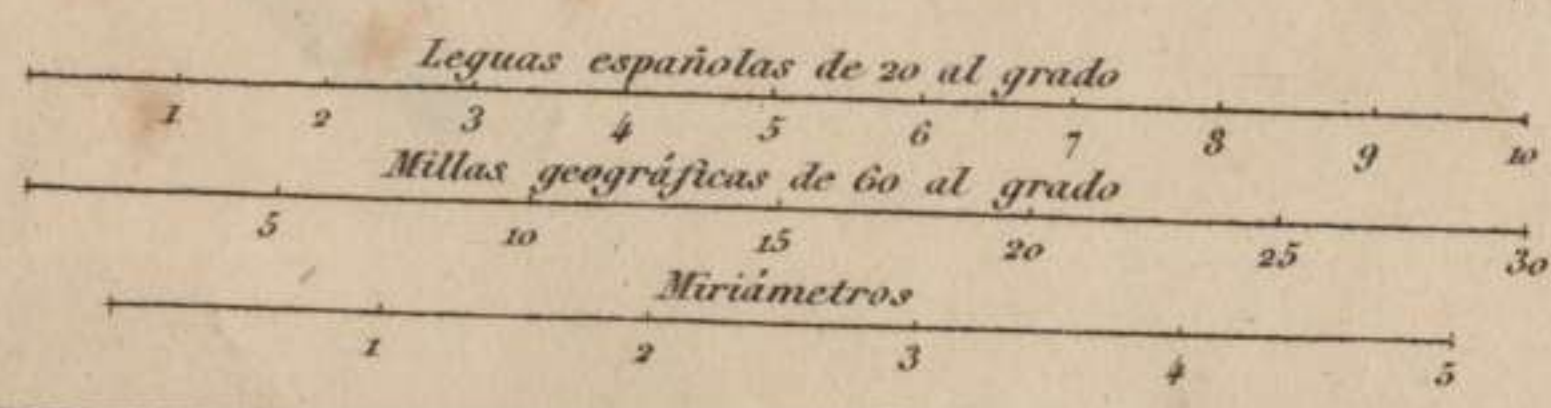 Leguas españolas de 20 al grado
1 2 3 4 5 6 7 8 9 10
Millas geográficas de 60 al grado
5 10 15 20 25 30
Miriámetros
1 2 3 4 5